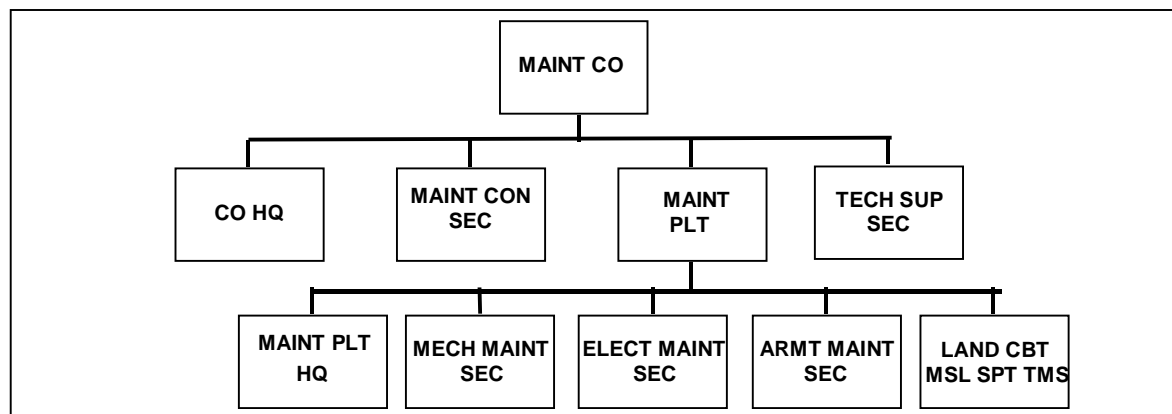 MAINT CO
CO HQ
MAINT CON
SEC
MAINT
PLT
TECH SUP
SEC
MAINT PLT
HQ
MECH MAINT
SEC
ELECT MAINT
SEC
ARMT MAINT
SEC
LAND CBT
MSL SPT TMS